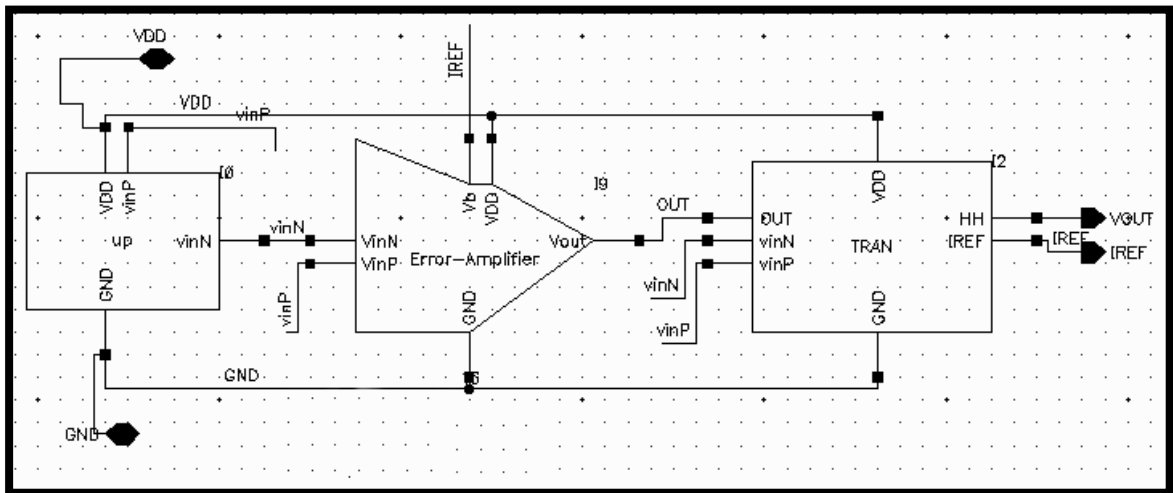 VDD
IREF
VDD
vinP
VDD
vinP
up
vinN
GND
I0
vinN
vinP
Vb
VDD
I9
VinN
VinP
Vout
Error-Amplifier
GND
OUT
vinN
vinP
I2
VDD
OUT
vinN
vinP
TRAN
HH
IREF
GND
VOUT
IREF
IREF
GND
GND